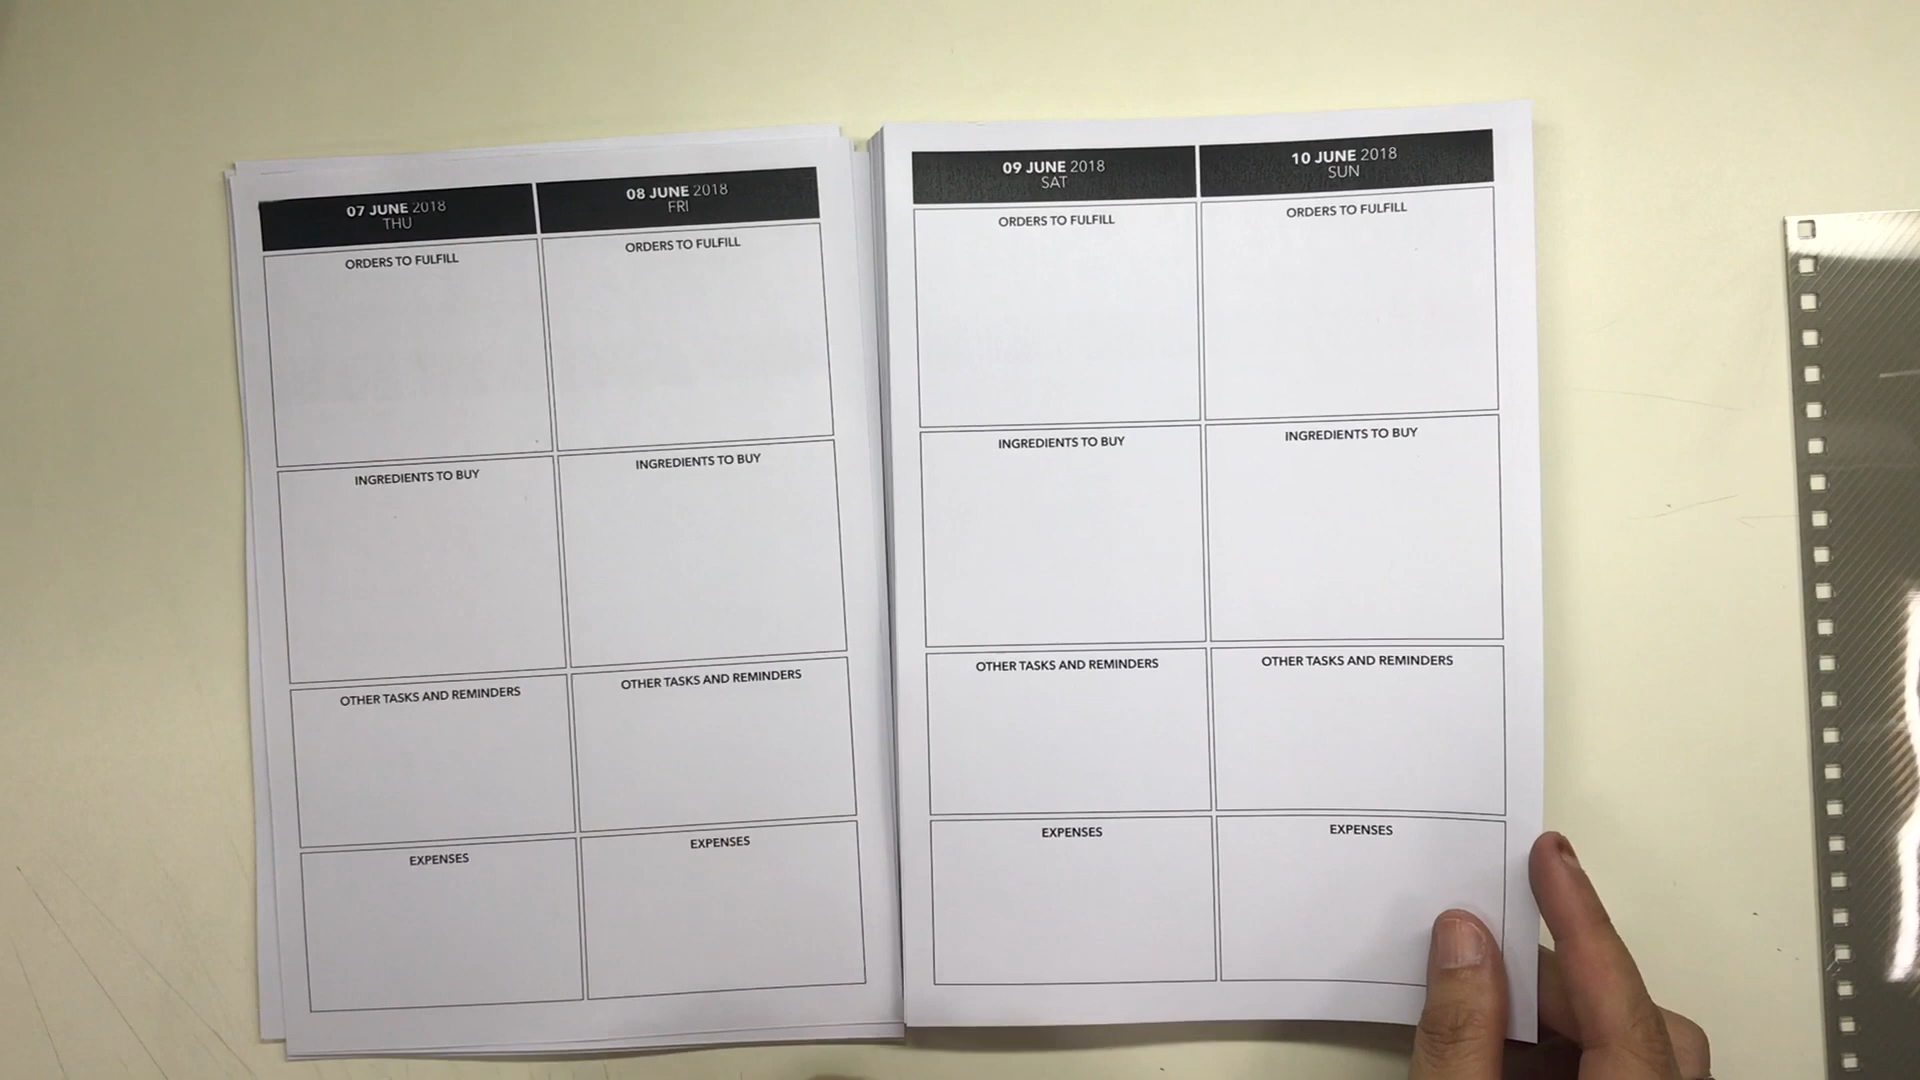 07 JUNE 2018
THU
ORDERS TO FULFILL
INGREDIENTS TO BUY
OTHER TASKS AND REMINDERS
EXPENSES
08 JUNE 2018
FRI
ORDERS TO FULFILL
INGREDIENTS TO BUY
OTHER TASKS AND REMINDERS
EXPENSES
09 JUNE 2018
SAT
ORDERS TO FULFILL
INGREDIENTS TO BUY
OTHER TASKS AND REMINDERS
EXPENSES
10 JUNE 2018
SUN
ORDERS TO FULFILL
INGREDIENTS TO BUY
OTHER TASKS AND REMINDERS
EXPENSES